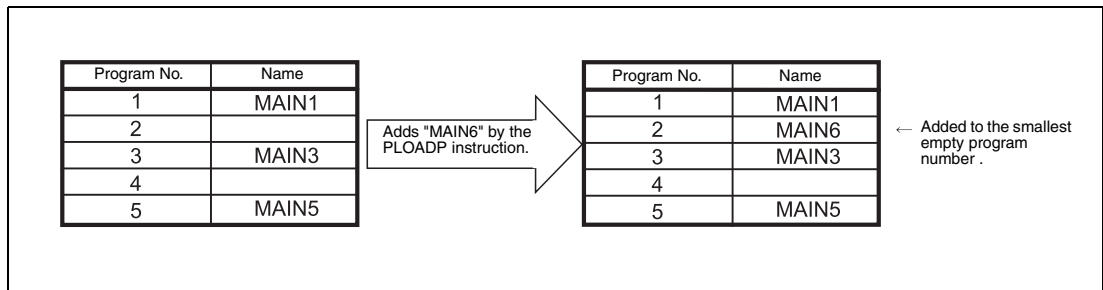 Program No. Name
1 MAIN1
2
3 MAIN3
4
5 MAIN5
Adds "MAIN6" by the
PLOADP instruction.
Program No. Name
1 MAIN1
2 MAIN6
3 MAIN3
4
5 MAIN5
← Added to the smallest
empty program
number .